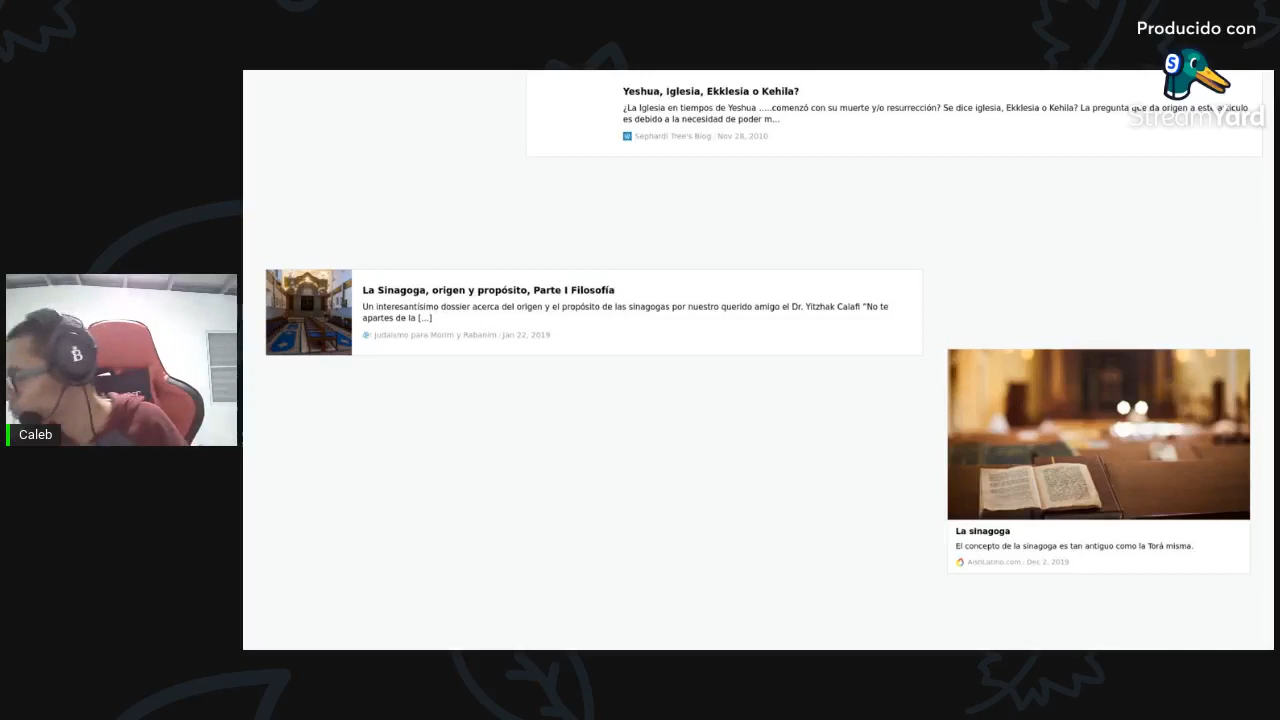 Producido con
StreamYard
Yeshua, Iglesia, Ekklesia o Kehila?
¿La Iglesia en tiempos de Yeshua .....comenzó con su muerte y/o resurrección? Se dice iglesia, Ekklesia o Kehila? La pregunta que da origen a este articulo
es debido a la necesidad de poder m...
Sephardi Tree's Blog | Nov 28, 2010
La Sinagoga, origen y propósito, Parte I Filosofía
Un interesantísimo dossier acerca del origen y el propósito de las sinagogas por nuestro querido amigo el Dr. Yitzhak Calafi "No te
apartes de la [...]
Judaismo para Morim y Rabanim | Jan 22, 2019
Caleb
La sinagoga
El concepto de la sinagoga es tan antiguo como la Torá misma.
AishLatino.com | Dec 2, 2019